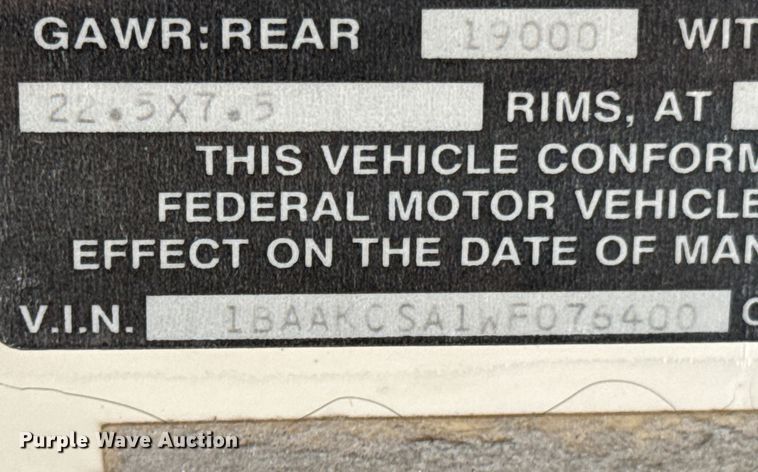 GAWR: REAR 19000 WIT
22.5X7.5 RIMS, AT
THIS VEHICLE CONFORM
FEDERAL MOTOR VEHICLE
EFFECT ON THE DATE OF MAN
V.I.N. 1BAAKCSA1WF076400
Purple Wave Auction